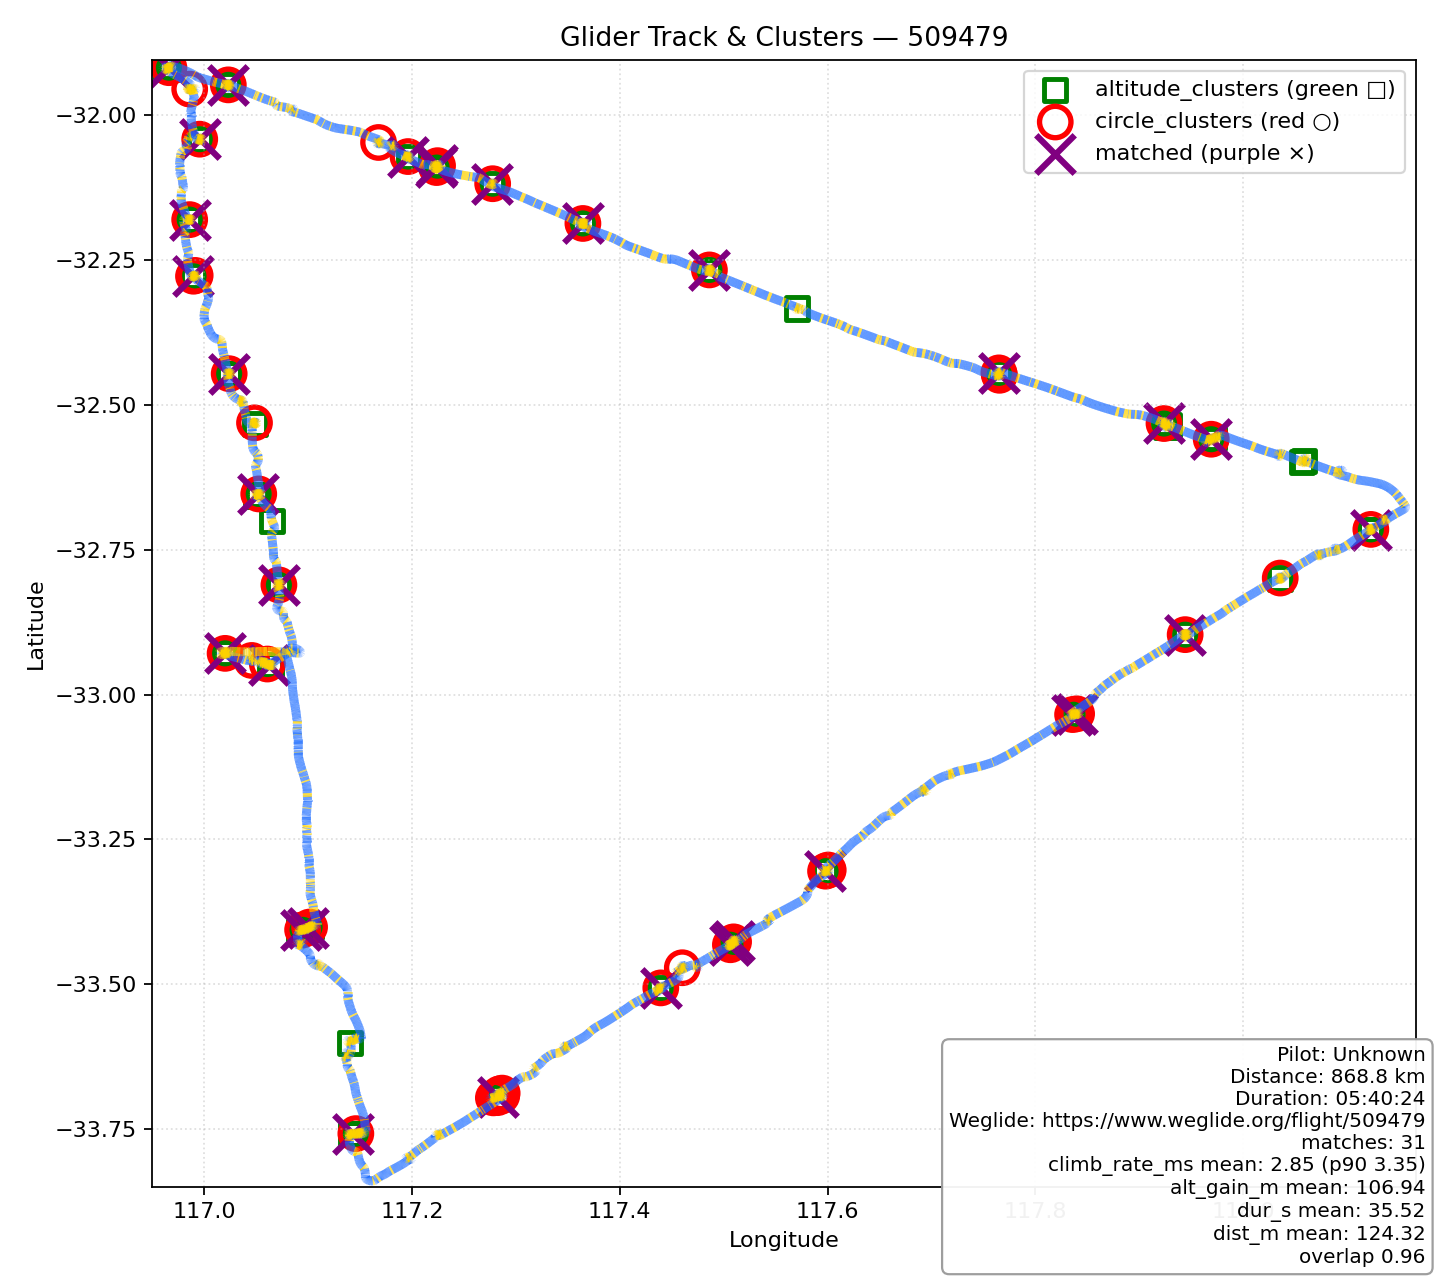 Glider Track & Clusters — 509479
altitude_clusters (green □)
circle_clusters (red ○)
matched (purple ×)
Latitude
−32.00
−32.25
−32.50
−32.75
−33.00
−33.25
−33.50
−33.75
117.0
117.2
117.4
117.6
117.8
Longitude
Pilot: Unknown
Distance: 868.8 km
Duration: 05:40:24
Weglide: https://www.weglide.org/flight/509479
matches: 31
climb_rate_ms mean: 2.85 (p90 3.35)
alt_gain_m mean: 106.94
dur_s mean: 35.52
dist_m mean: 124.32
overlap 0.96